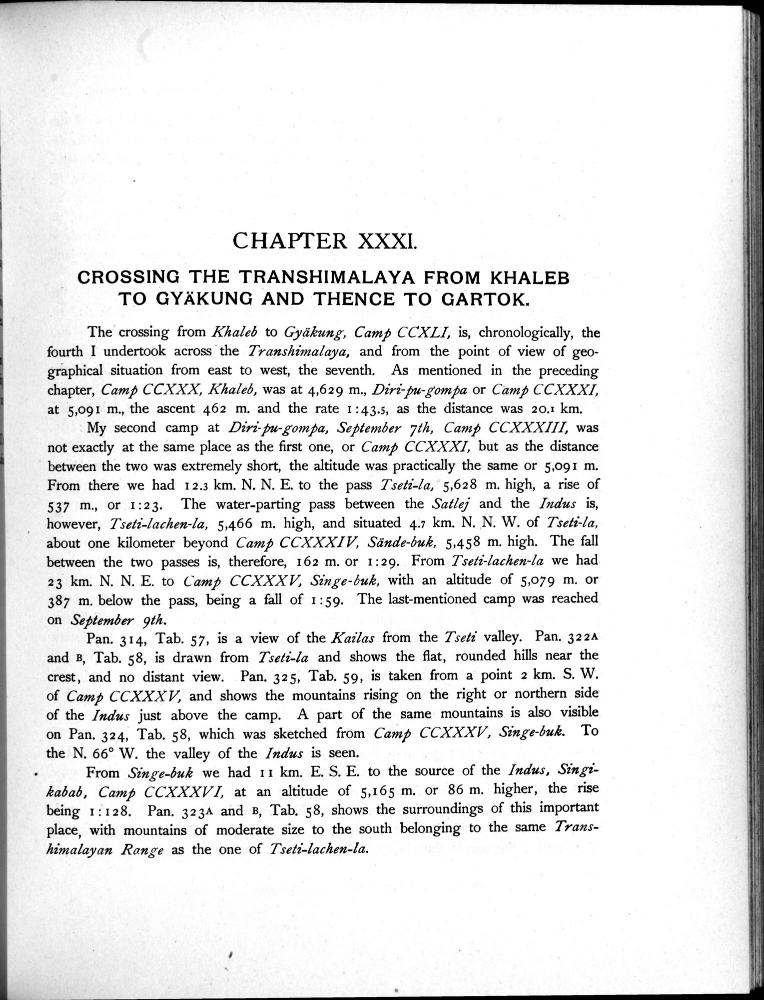 CHAPTER XXXI.
CROSSING THE TRANSHIMALAYA FROM KHALEB
TO GYÄKUNG AND THENCE TO GARTOK.
The crossing from Khaleb to Gyäkung, Camp CCXLI, is, chronologically, the
fourth I undertook across the Transhimalaya, and from the point of view of geo-
graphical situation from east to west, the seventh. As mentioned in the preceding
chapter, Camp CCXXX, Khaleb, was at 4,629 m., Diri-pu-gompa or Camp CCXXXI,
at 5,091 m., the ascent 462 m. and the rate 1:43.5, as the distance was 20.1 km.
My second camp at Diri-pu-gompa, September 7th, Camp CCXXXIII, was
not exactly at the same place as the first one, or Camp CCXXXI, but as the distance
between the two was extremely short, the altitude was practically the same or 5,091 m.
From there we had 12.3 km. N. N. E. to the pass Tseti-la, 5,628 m. high, a rise of
537 m., or 1:23. The water-parting pass between the Satlej and the Indus is,
however, Tseti-lachen-la, 5,466 m. high, and situated 4.7 km. N. N. W. of Tseti-la,
about one kilometer beyond Camp CCXXXIV, Sände-buk, 5,458 m. high. The fall
between the two passes is, therefore, 162 m. or 1:29. From Tseti-lachen-la we had
23 km. N. N. E. to Camp CCXXXV, Singe-buk, with an altitude of 5,079 m. or
387 m. below the pass, being a fall of 1:59. The last-mentioned camp was reached
on September 9th.
Pan. 314, Tab. 57, is a view of the Kailas from the Tseti valley. Pan. 322A
and B, Tab. 58, is drawn from Tseti-la and shows the flat, rounded hills near the
crest, and no distant view. Pan. 325, Tab. 59, is taken from a point 2 km. S. W.
of Camp CCXXXV, and shows the mountains rising on the right or northern side
of the Indus just above the camp. A part of the same mountains is also visible
on Pan. 324, Tab. 58, which was sketched from Camp CCXXXV, Singe-buk. To
the N. 66° W. the valley of the Indus is seen.
From Singe-buk we had 11 km. E. S. E. to the source of the Indus, Singi-
kabab, Camp CCXXXVI, at an altitude of 5,165 m. or 86 m. higher, the rise
being 1:128. Pan. 323A and B, Tab. 58, shows the surroundings of this important
place, with mountains of moderate size to the south belonging to the same Trans-
himalayan Range as the one of Tseti-lachen-la.